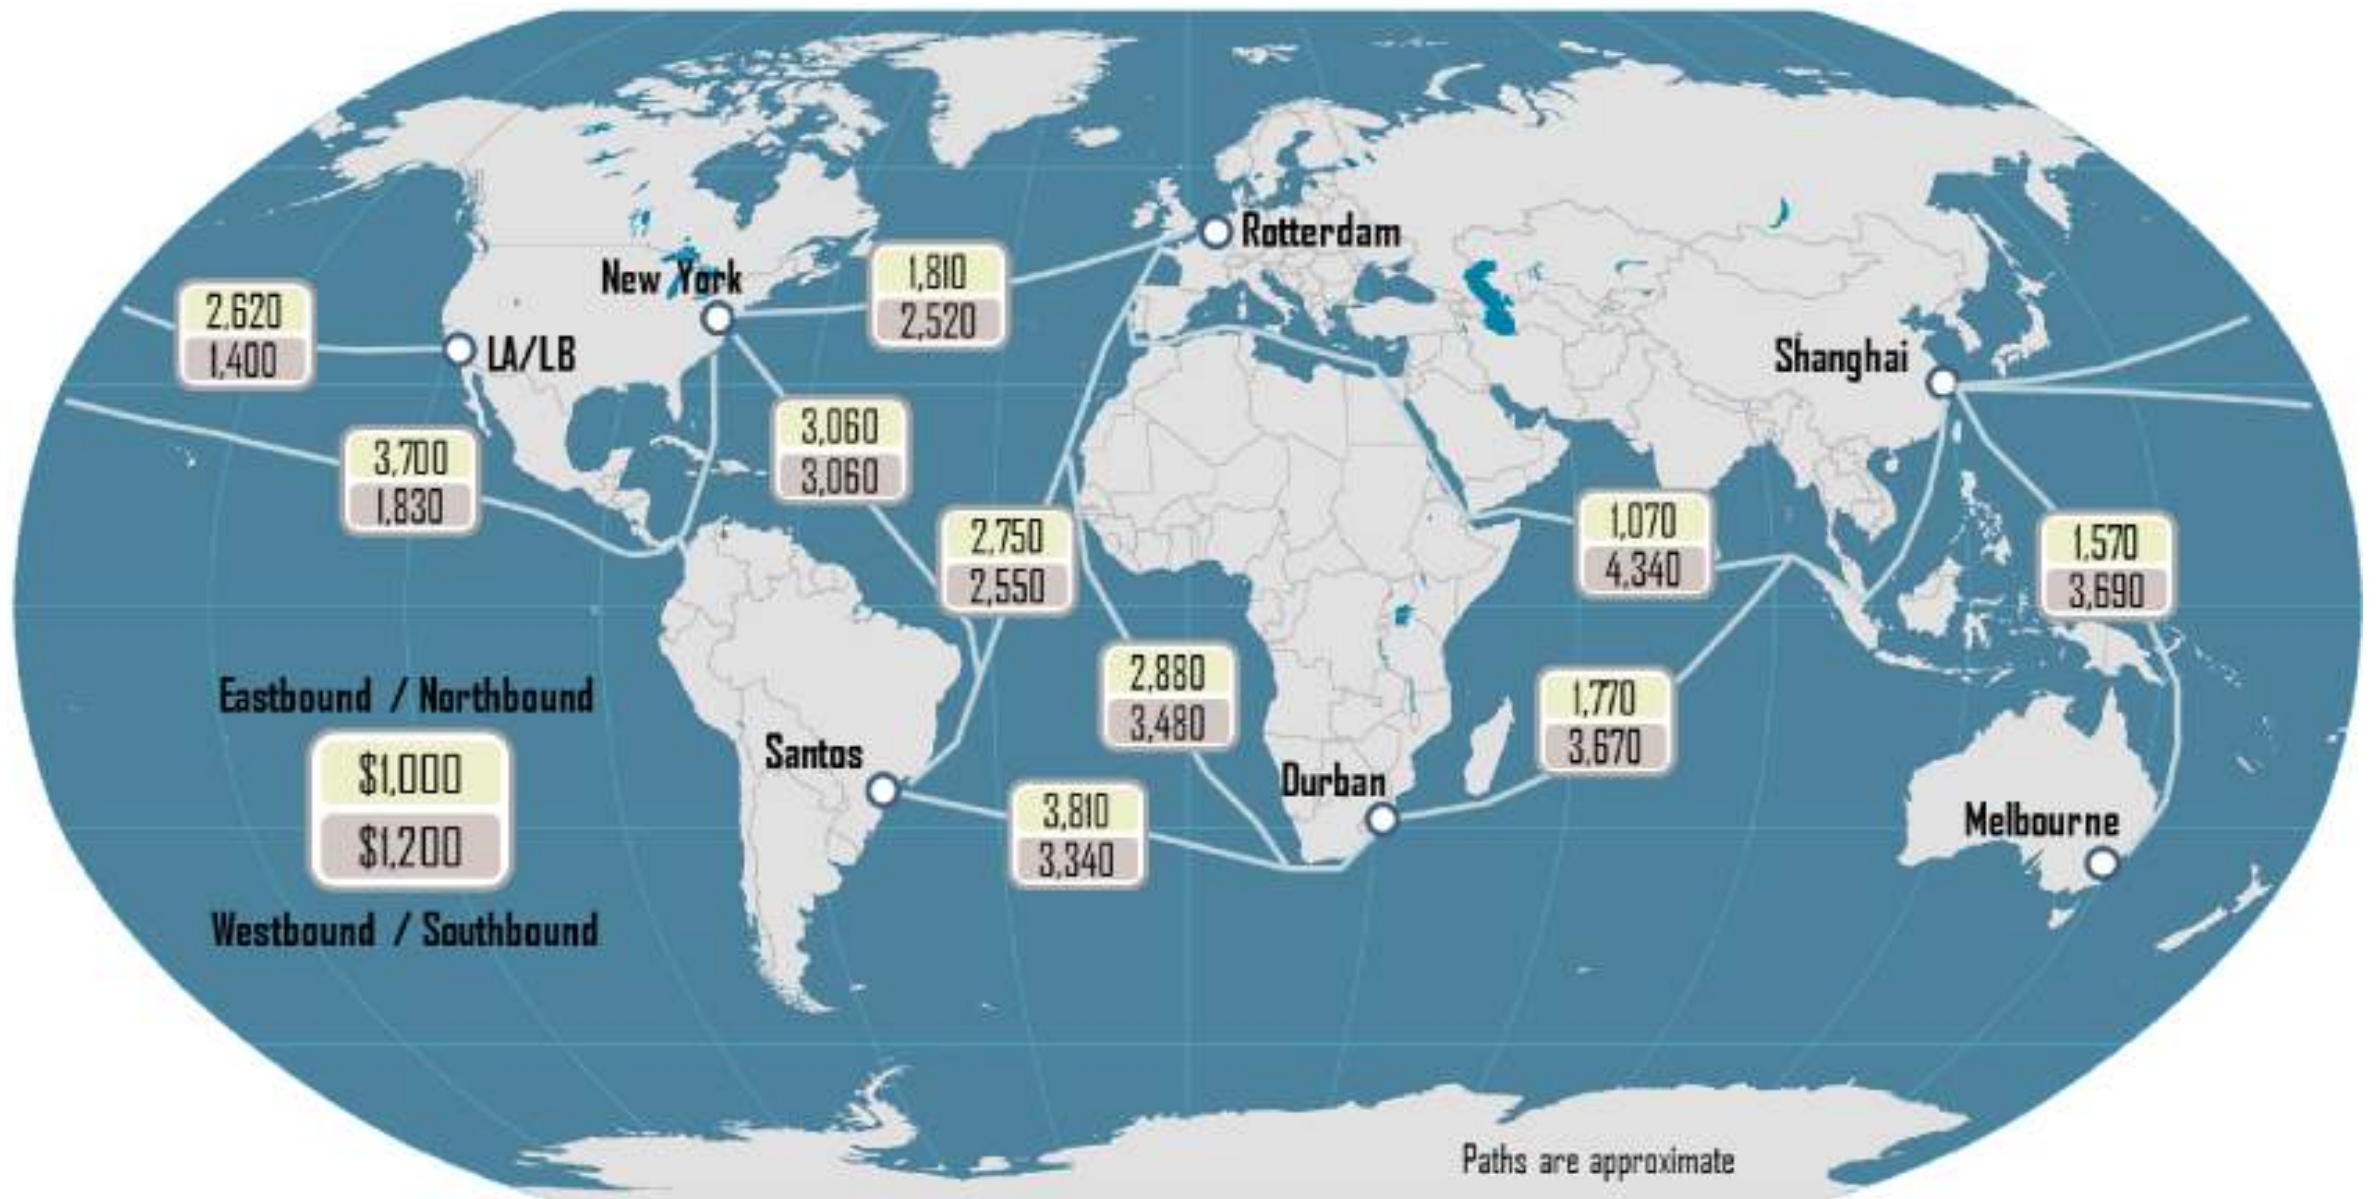 Rotterdam
New York
1,810
2,520
2,620
1,400
LA/LB
Shanghai
3,060
3,060
3,700
1,830
2,750
2,550
1,070
4,340
1,570
3,690
2,880
3,480
1,770
3,670
Eastbound / Northbound
$1,000
$1,200
Westbound / Southbound
Santos
3,810
3,340
Durban
Melbourne
Paths are approximate